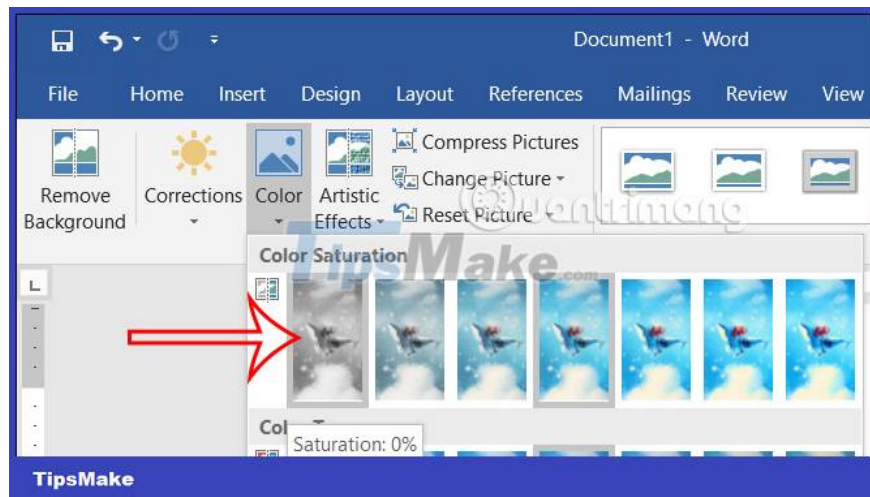 Document1 - Word
File Home Insert Design Layout References Mailings Review View
Remove Background
Corrections
Color
Artistic Effects
Compress Pictures
Change Picture
Reset Picture
Quantrimang
Color Saturation
TipsMake.com
L
Saturation: 0%
TipsMake